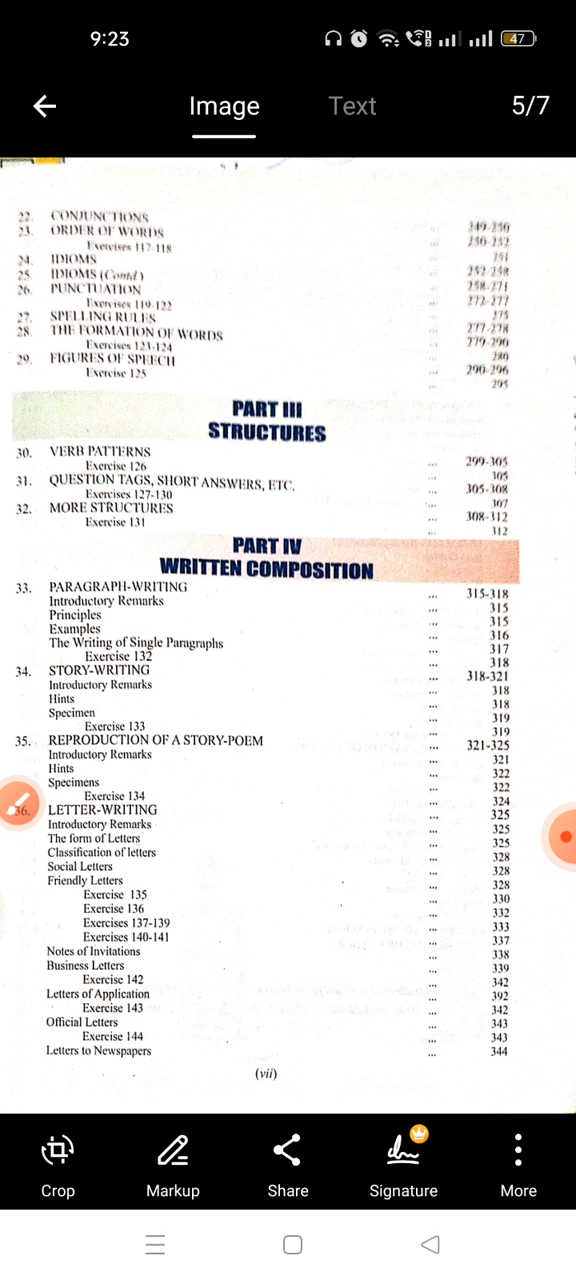 9:23
47
Image Text 5/7
22. CONJUNCTIONS ... 249-250
23. ORDER OF WORDS ... 250-252
Exercises 117-118 ... 251
24. IDIOMS ... 252-258
25. IDIOMS (Contd.) ... 258-271
26. PUNCTUATION ... 272-277
Exercises 119-122 ... 275
27. SPELLING RULES ... 277-278
28. THE FORMATION OF WORDS ... 279-290
Exercises 123-124 ... 280
29. FIGURES OF SPEECH ... 290-296
Exercise 125 ... 295
PART III
STRUCTURES
30. VERB PATTERNS ... 299-305
Exercise 126 ... 305
31. QUESTION TAGS, SHORT ANSWERS, ETC. ... 305-308
Exercises 127-130 ... 307
32. MORE STRUCTURES ... 308-312
Exercise 131 ... 312
PART IV
WRITTEN COMPOSITION
33. PARAGRAPH-WRITING ... 315-318
Introductory Remarks ... 315
Principles ... 315
Examples ... 316
The Writing of Single Paragraphs ... 317
Exercise 132 ... 318
34. STORY-WRITING ... 318-321
Introductory Remarks ... 318
Hints ... 318
Specimen ... 319
Exercise 133 ... 319
35. REPRODUCTION OF A STORY-POEM ... 321-325
Introductory Remarks ... 321
Hints ... 322
Specimens ... 322
Exercise 134 ... 324
36. LETTER-WRITING ... 325
Introductory Remarks ... 325
The form of Letters ... 325
Classification of letters ... 328
Social Letters ... 328
Friendly Letters ... 328
Exercise 135 ... 330
Exercise 136 ... 332
Exercises 137-139 ... 333
Exercises 140-141 ... 337
Notes of Invitations ... 338
Business Letters ... 339
Exercise 142 ... 342
Letters of Application ... 392
Exercise 143 ... 342
Official Letters ... 343
Exercise 144 ... 343
Letters to Newspapers ... 344
(vii)
Crop Markup Share Signature More